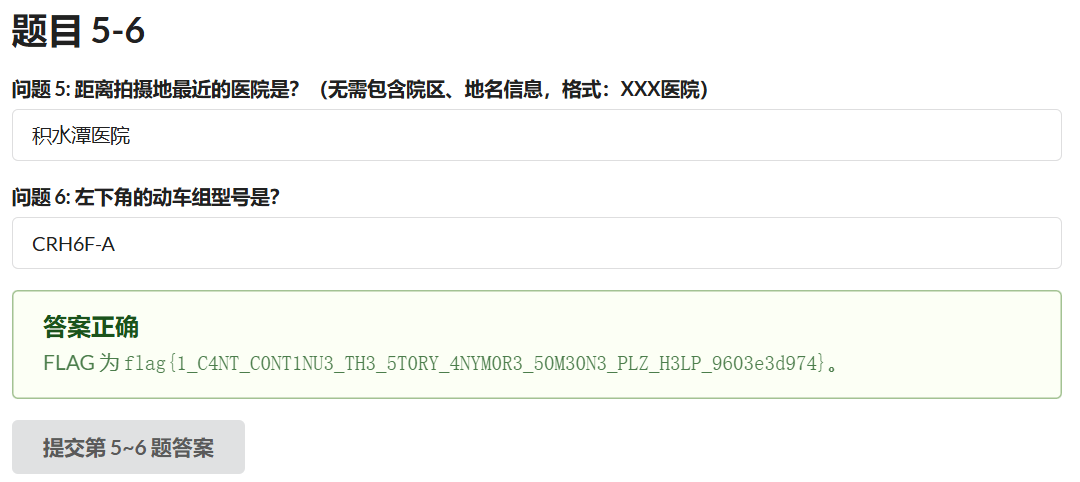 题目 5-6
问题 5: 距离拍摄地最近的医院是？（无需包含院区、地名信息，格式：XXX医院）
积水潭医院
问题 6: 左下角的动车组型号是？
CRH6F-A
答案正确
FLAG 为 flag{1_C4NT_C0NT1NU3_TH3_5T0RY_4NYM0R3_50M30N3_PLZ_H3LP_9603e3d974}。
提交第 5~6 题答案